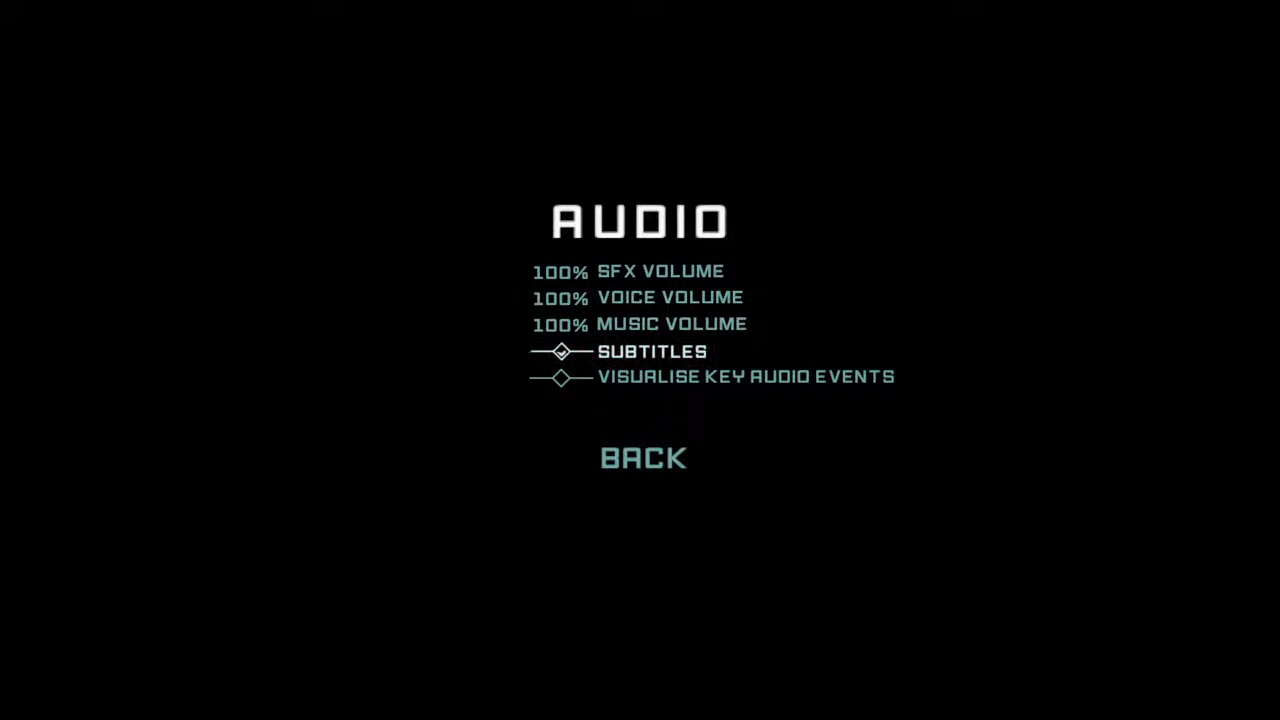 AUDIO
100% SFX VOLUME
100% VOICE VOLUME
100% MUSIC VOLUME
SUBTITLES
VISUALISE KEY AUDIO EVENTS
BACK